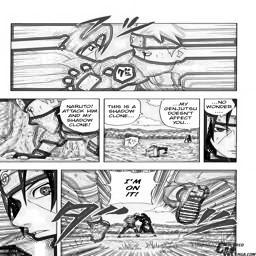 NARUTO!
ATTACK HIM
AND MY
SHADOW
CLONE!
THIS IS A
SHADOW
CLONE.
...MY
GENJUTSU
DOESN'T
AFFECT
YOU...
...NO
WONDER
I'M
ON
IT!